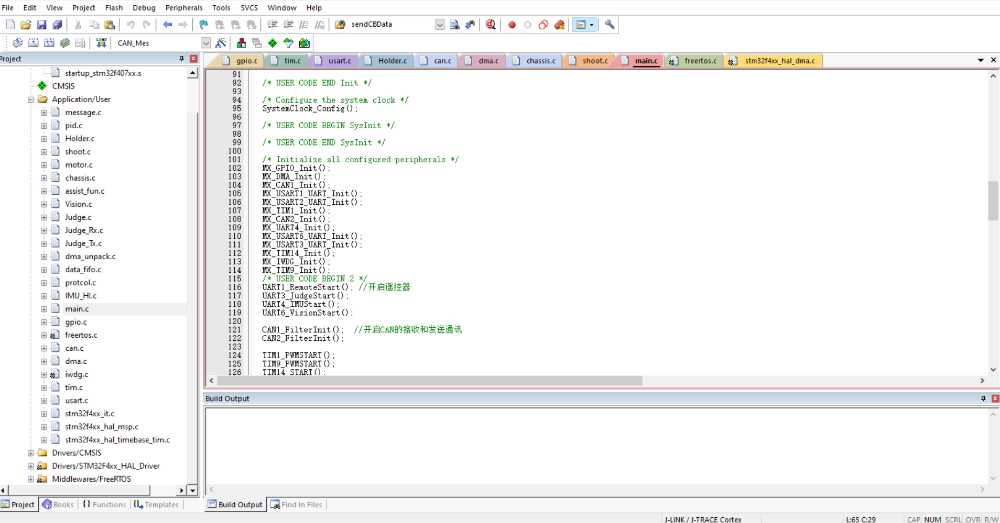 File Edit View Project Flash Debug Peripherals Tools SVCS Window Help
sendCBData
LOAD CAN_Mes
Project
startup_stm32f407xx.s
CMSIS
Application/User
message.c
pid.c
Holder.c
shoot.c
motor.c
chassis.c
assist_fun.c
Vision.c
Judge.c
Judge_Rx.c
Judge_Tx.c
dma_unpack.c
data_fifo.c
protcol.c
IMU_HI.c
main.c
gpio.c
freertos.c
can.c
dma.c
iwdg.c
tim.c
usart.c
stm32f4xx_it.c
stm32f4xx_hal_msp.c
stm32f4xx_hal_timebase_tim.c
Drivers/CMSIS
Drivers/STM32F4xx_HAL_Driver
Middlewares/FreeRTOS
Project Books {} Functions Templates
gpio.c tim.c usart.c Holder.c can.c dma.c chassis.c shoot.c main.c freertos.c stm32f4xx_hal_dma.c
91
92 /* USER CODE END Init */
93
94 /* Configure the system clock */
95 SystemClock_Config();
96
97 /* USER CODE BEGIN SysInit */
98
99 /* USER CODE END SysInit */
100
101 /* Initialize all configured peripherals */
102 MX_GPIO_Init();
103 MX_DMA_Init();
104 MX_CAN1_Init();
105 MX_USART1_UART_Init();
106 MX_USART2_UART_Init();
107 MX_TIM1_Init();
108 MX_CAN2_Init();
109 MX_UART4_Init();
110 MX_USART6_UART_Init();
111 MX_USART3_UART_Init();
112 MX_TIM14_Init();
113 MX_IWDG_Init();
114 MX_TIM9_Init();
115 /* USER CODE BEGIN 2 */
116 UART1_RemoteStart(); //开启遥控器
117 UART3_JudgeStart();
118 UART4_IMUStart();
119 UART6_VisionStart();
120
121 CAN1_FilterInit(); //开启CAN的接收和发送通讯
122 CAN2_FilterInit();
123
124 TIM1_PWMSTART();
125 TIM9_PWMSTART();
126 TIM14_START();
Build Output
Build Output Find In Files
J-LINK / J-TRACE Cortex L:65 C:29 CAP NUM SCRL OVR R/W